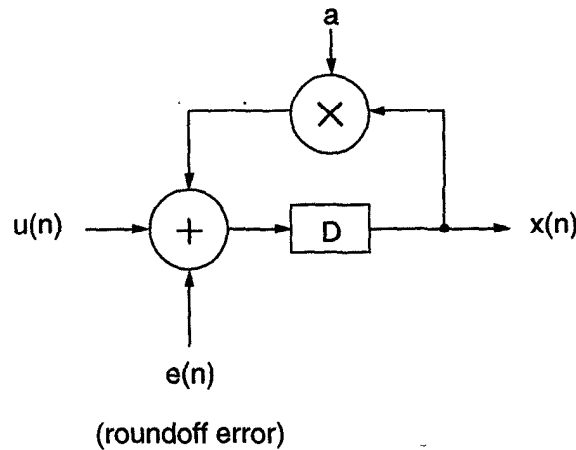 a
×
u(n)
+
D
x(n)
e(n)
(roundoff error)